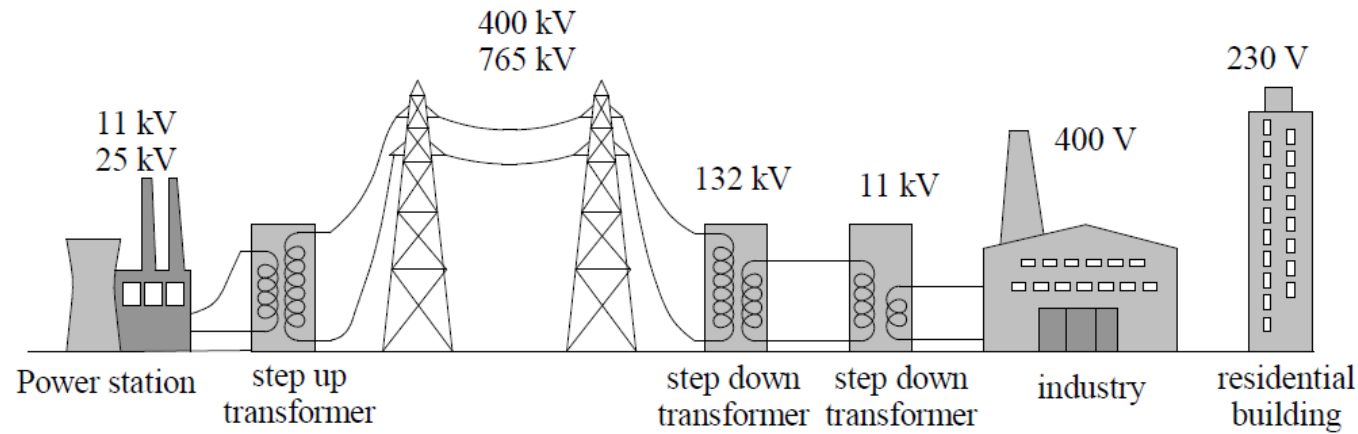 400 kV
765 kV
230 V
11 kV
25 kV
400 V
132 kV
11 kV
Power station
step up
transformer
step down
transformer
step down
transformer
industry
residential
building